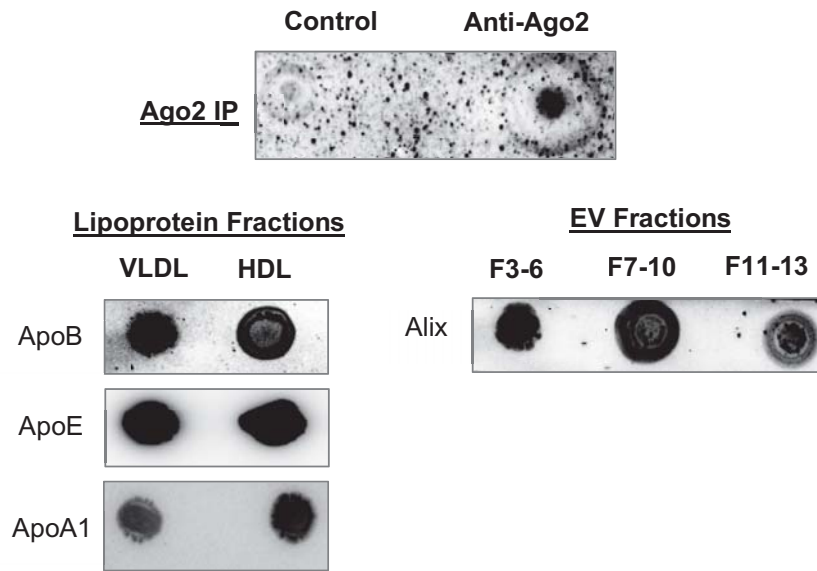 Control Anti-Ago2
Ago2 IP
Lipoprotein Fractions
VLDL HDL
ApoB
ApoE
ApoA1
EV Fractions
F3-6 F7-10 F11-13
Alix